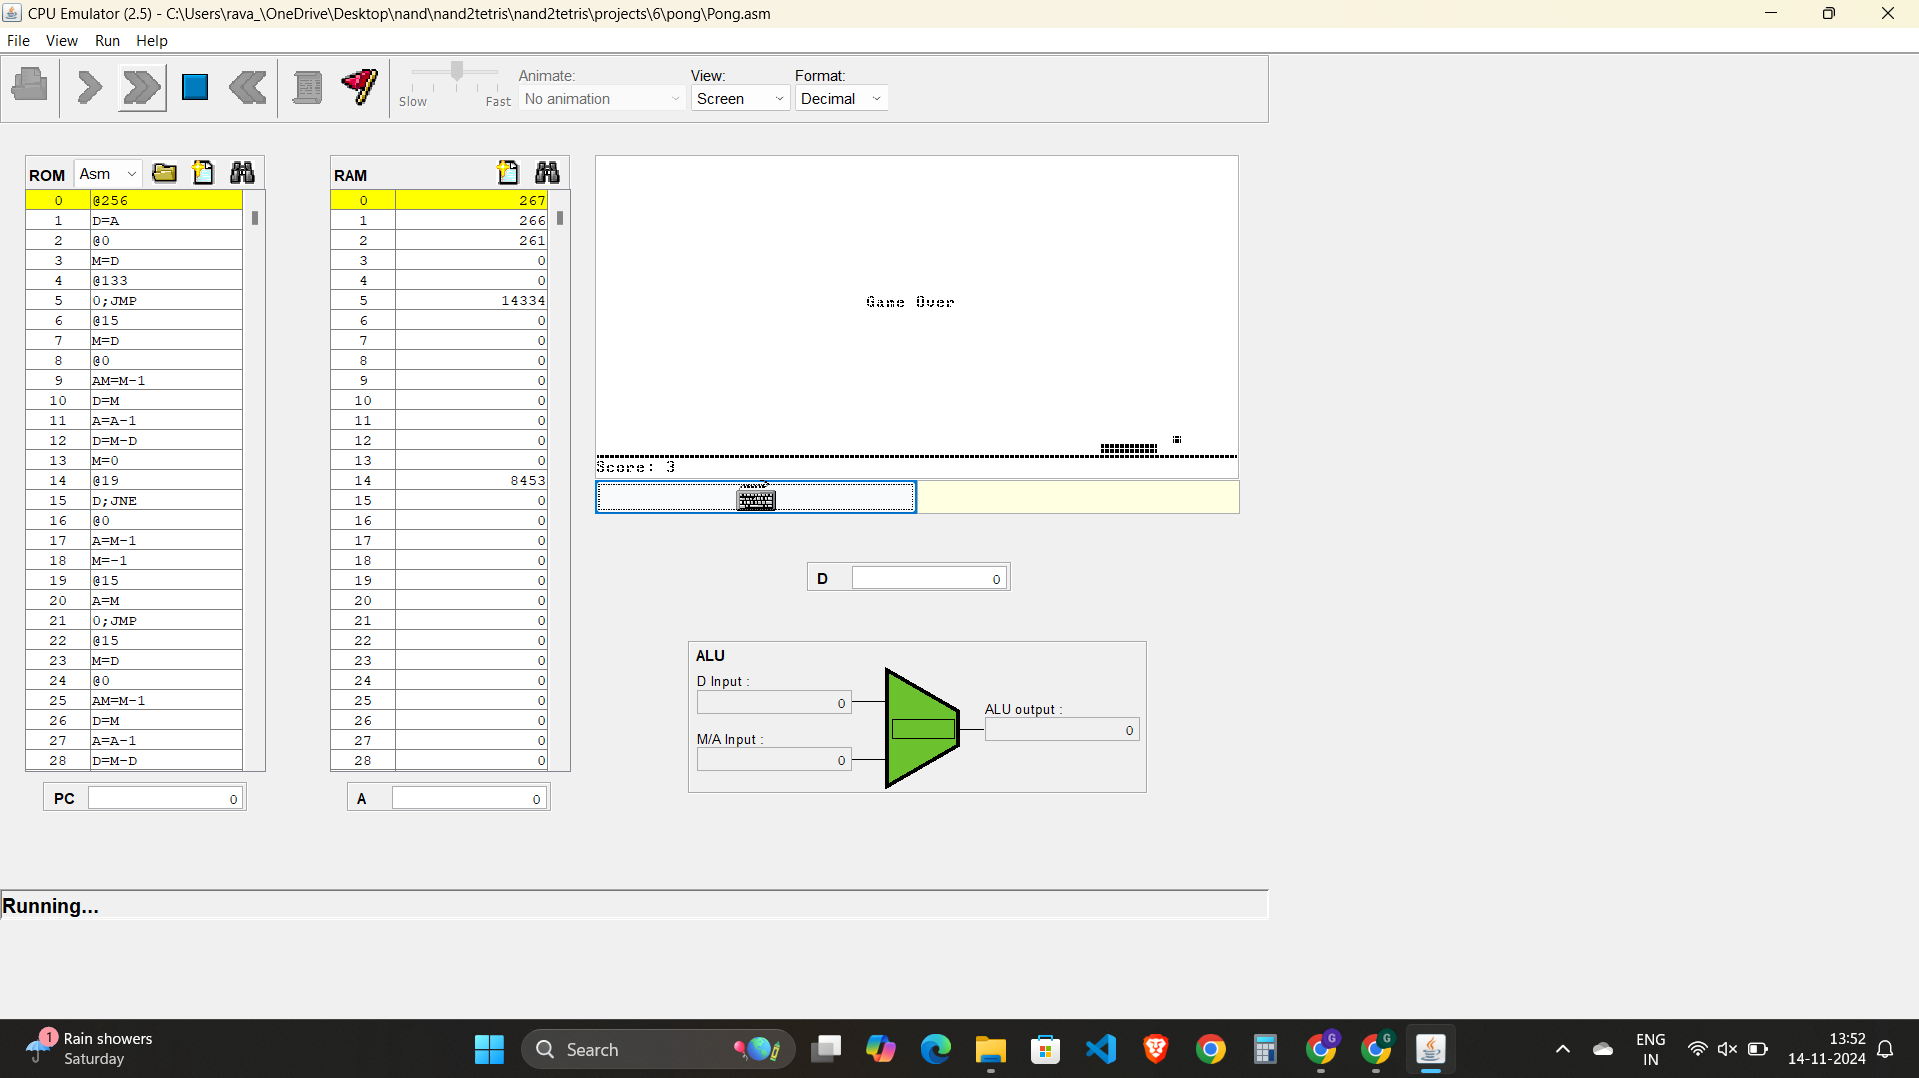 CPU Emulator (2.5) - C:\Users\rava_\OneDrive\Desktop\nand\nand2tetris\nand2tetris\projects\6\pong\Pong.asm
File View Run Help
Animate: View: Format:
Slow Fast No animation Screen Decimal
ROM Asm RAM
0 @256 0 267
1 D=A 1 266
2 @0 2 261
3 M=D 3 0
4 @133 4 0
5 0;JMP 5 14334
6 @15 6 0
7 M=D 7 0
8 @0 8 0
9 AM=M-1 9 0
10 D=M 10 0
11 A=A-1 11 0
12 D=M-D 12 0
13 M=0 13 0
14 @19 14 8453
15 D;JNE 15 0
16 @0 16 0
17 A=M-1 17 0
18 M=-1 18 0
19 @15 19 0
20 A=M 20 0
21 0;JMP 21 0
22 @15 22 0
23 M=D 23 0
24 @0 24 0
25 AM=M-1 25 0
26 D=M 26 0
27 A=A-1 27 0
28 D=M-D 28 0
PC 0 A 0
Game Over
Score: 3
D 0
ALU
D Input :
0
M/A Input :
0
ALU output :
0
Running...
1
Rain showers
Saturday
Search
G
G
ENG
IN
13:52
14-11-2024